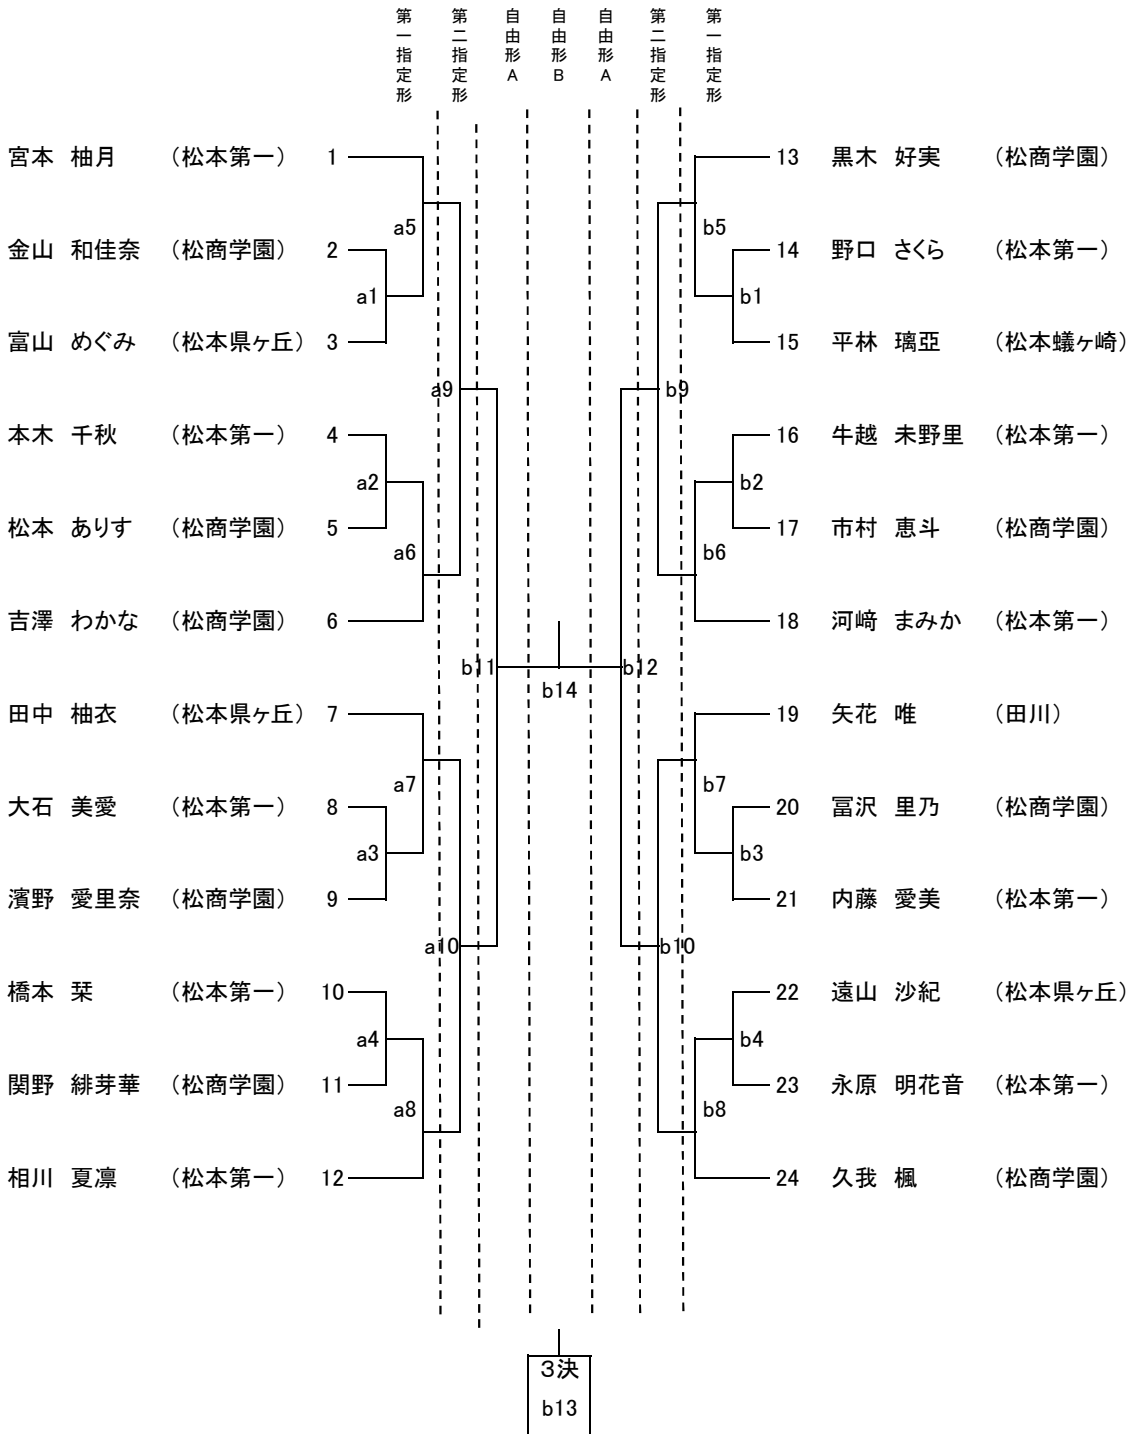 第一指定形 第二指定形 自由形A 自由形B 自由形A 第二指定形 第一指定形
宮本 柚月 （松本第一） 1 13 黒木 好実 （松商学園）
a5 b5
金山 和佳奈 （松商学園） 2 14 野口 さくら （松本第一）
a1 b1
富山 めぐみ （松本県ヶ丘） 3 15 平林 璃亞 （松本蟻ヶ崎）
a9 b9
本木 千秋 （松本第一） 4 16 牛越 未野里 （松本第一）
a2 b2
松本 ありす （松商学園） 5 17 市村 恵斗 （松商学園）
a6 b6
吉澤 わかな （松商学園） 6 18 河﨑 まみか （松本第一）
b11 b12
b14
田中 柚衣 （松本県ヶ丘） 7 19 矢花 唯 （田川）
a7 b7
大石 美愛 （松本第一） 8 20 冨沢 里乃 （松商学園）
a3 b3
濱野 愛里奈 （松商学園） 9 21 内藤 愛美 （松本第一）
a10 b10
橋本 栞 （松本第一） 10 22 遠山 沙紀 （松本県ヶ丘）
a4 b4
関野 緋芽華 （松商学園） 11 23 永原 明花音 （松本第一）
a8 b8
相川 夏凛 （松本第一） 12 24 久我 楓 （松商学園）
3決
b13